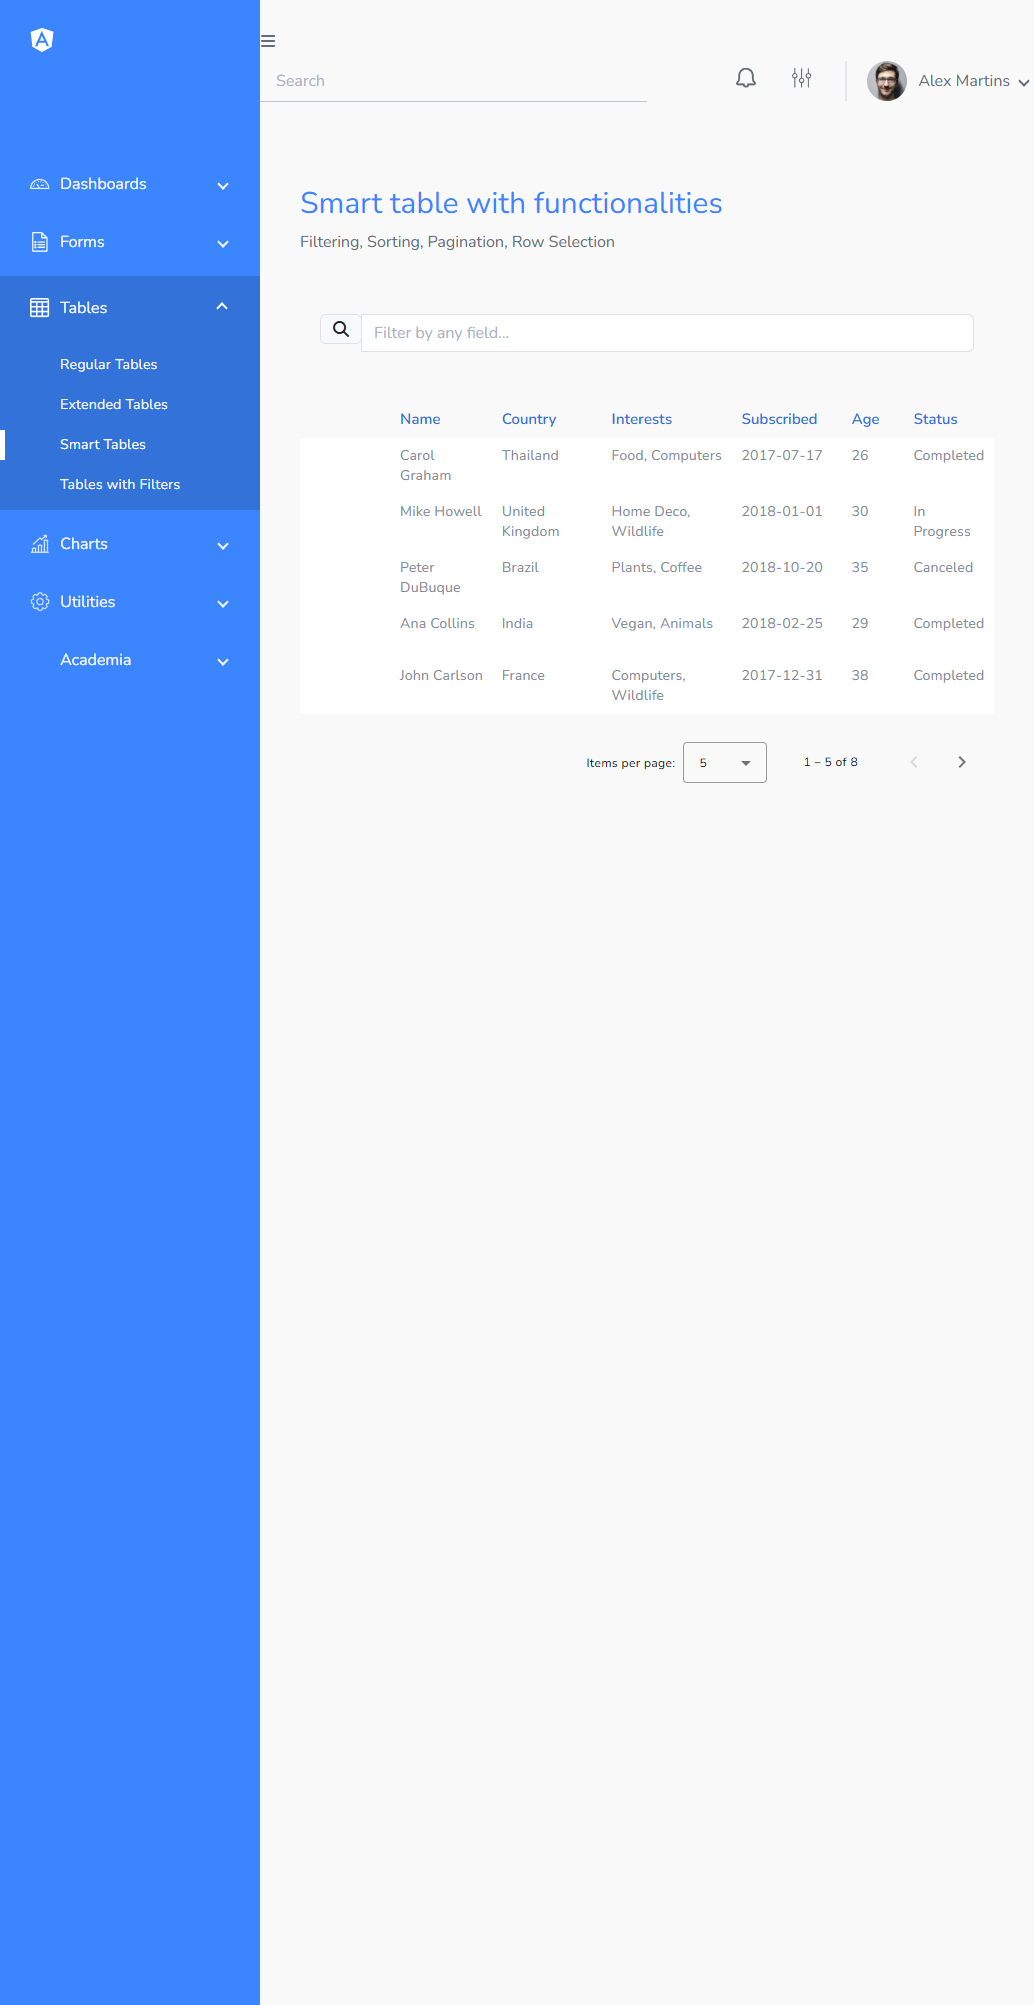 Search
Alex Martins
Dashboards
Forms
Tables
Regular Tables
Extended Tables
Smart Tables
Tables with Filters
Charts
Utilities
Academia
Smart table with functionalities
Filtering, Sorting, Pagination, Row Selection
Filter by any field...
Name Country Interests Subscribed Age Status
Carol Thailand Food, Computers 2017-07-17 26 Completed
Graham
Mike Howell United Home Deco, 2018-01-01 30 In
Kingdom Wildlife Progress
Peter Brazil Plants, Coffee 2018-10-20 35 Canceled
DuBuque
Ana Collins India Vegan, Animals 2018-02-25 29 Completed
John Carlson France Computers, 2017-12-31 38 Completed
Wildlife
Items per page: 5 1 – 5 of 8